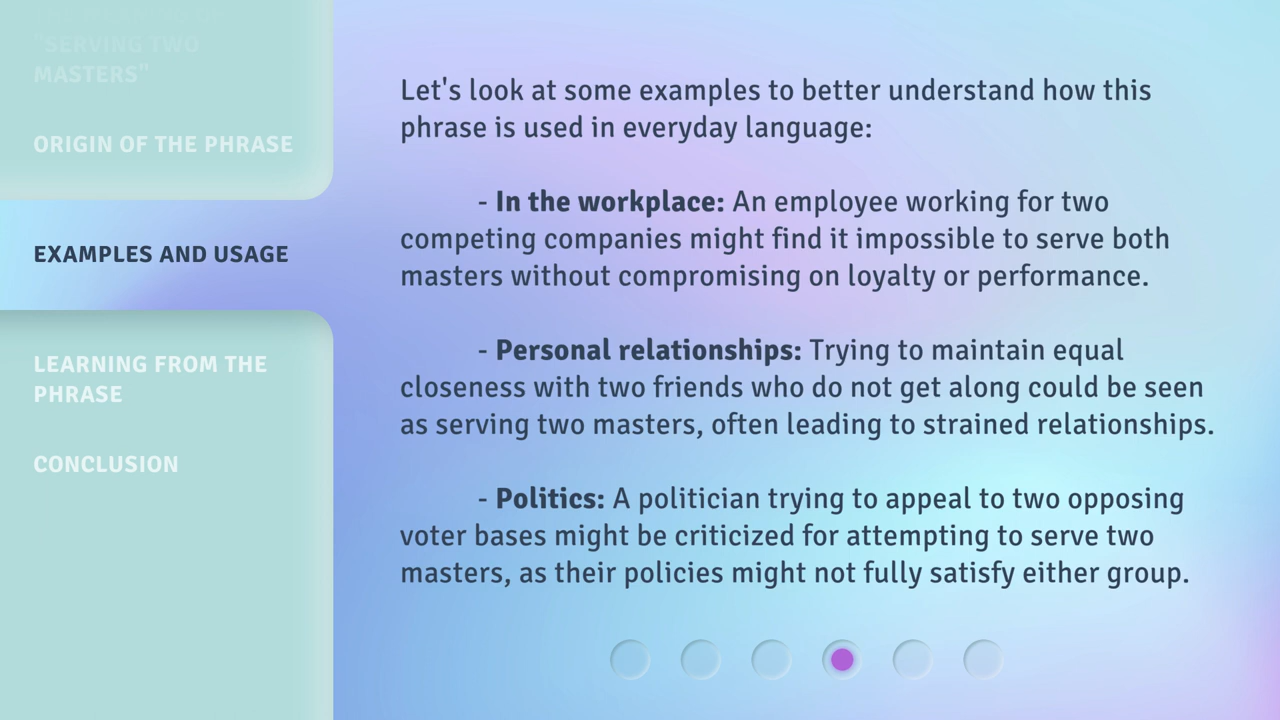 THE MEANING OF
"SERVING TWO
MASTERS"
ORIGIN OF THE PHRASE
EXAMPLES AND USAGE
LEARNING FROM THE
PHRASE
CONCLUSION
Let's look at some examples to better understand how this
phrase is used in everyday language:
- In the workplace: An employee working for two
competing companies might find it impossible to serve both
masters without compromising on loyalty or performance.
- Personal relationships: Trying to maintain equal
closeness with two friends who do not get along could be seen
as serving two masters, often leading to strained relationships.
- Politics: A politician trying to appeal to two opposing
voter bases might be criticized for attempting to serve two
masters, as their policies might not fully satisfy either group.